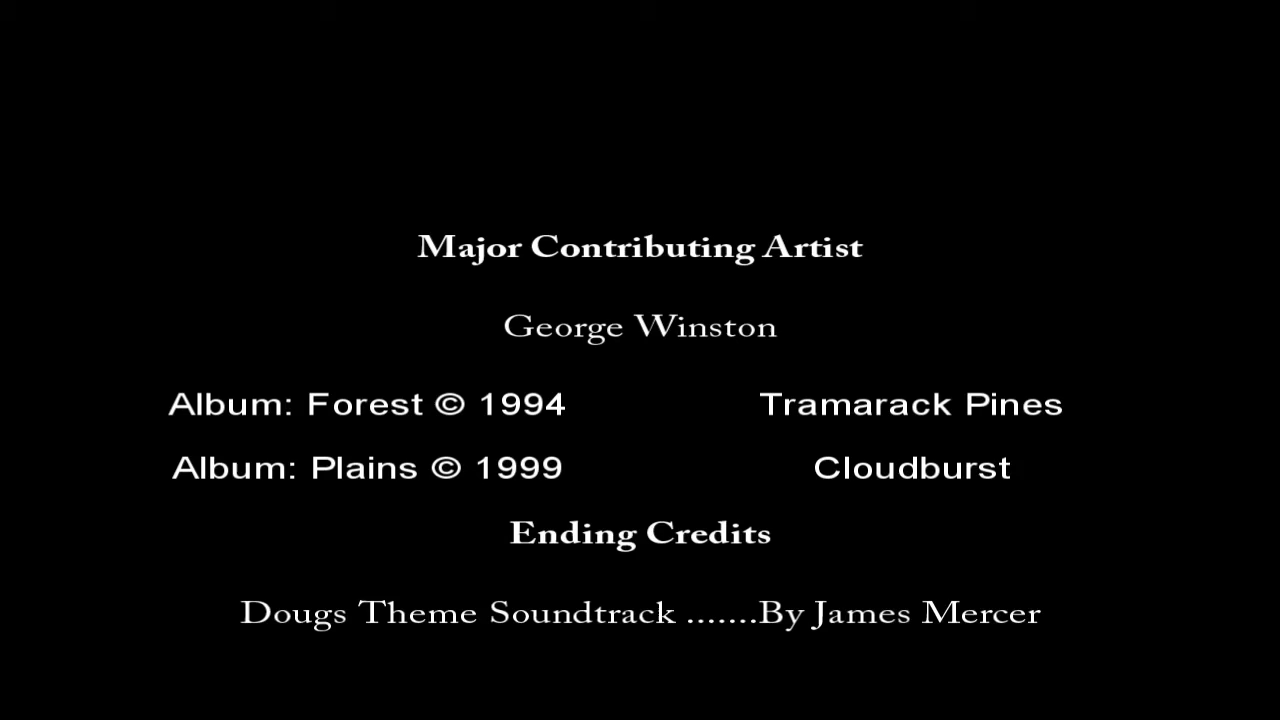 Major Contributing Artist
George Winston
Album: Forest © 1994 Tramarack Pines
Album: Plains © 1999 Cloudburst
Ending Credits
Dougs Theme Soundtrack .......By James Mercer